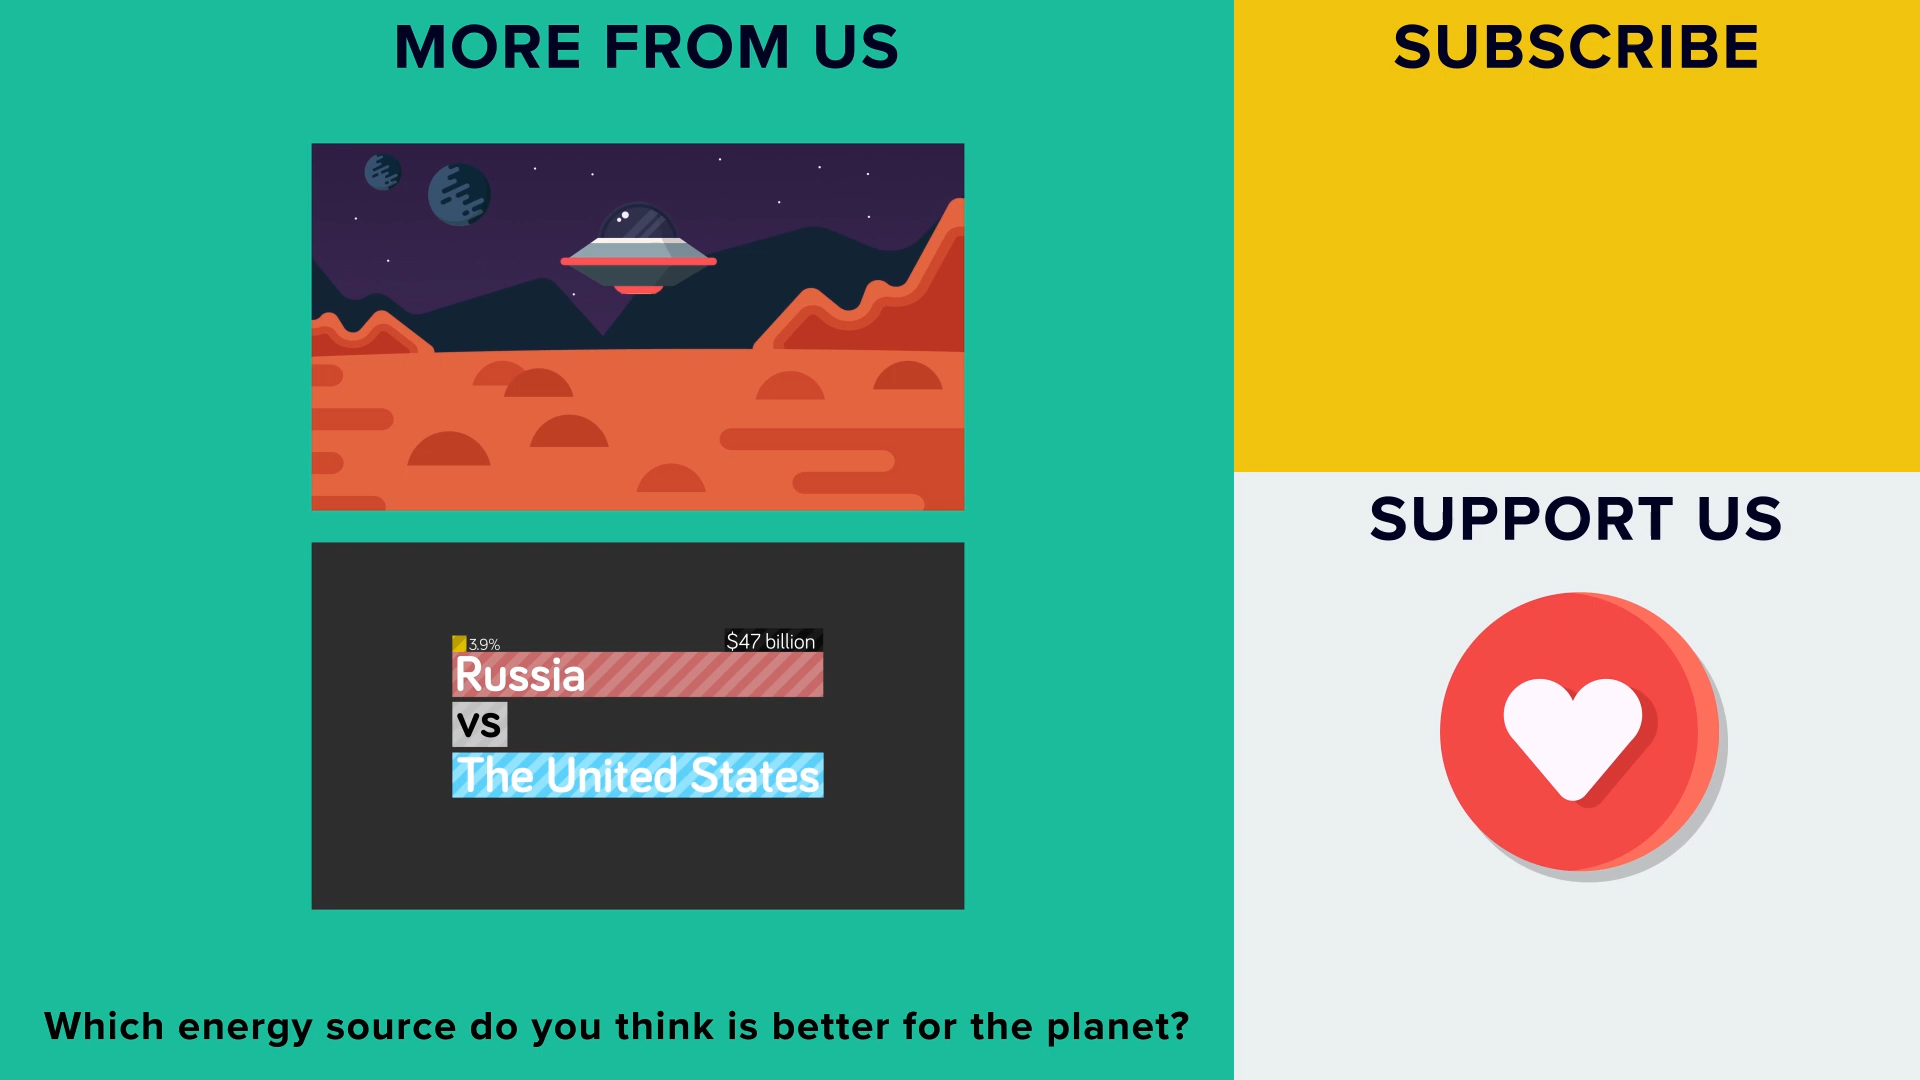 MORE FROM US
SUBSCRIBE
3.9%
$47 billion
Russia
vs
The United States
SUPPORT US
Which energy source do you think is better for the planet?